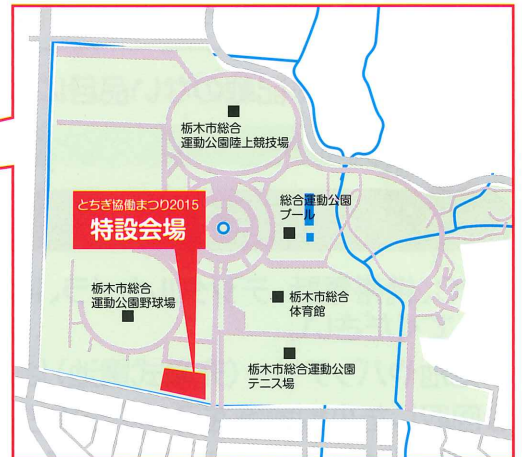 栃木市総合
運動公園陸上競技場
とちぎ協働まつり2015
特設会場
総合運動公園
プール
栃木市総合
運動公園野球場
栃木市総合
体育館
栃木市総合運動公園
テニス場